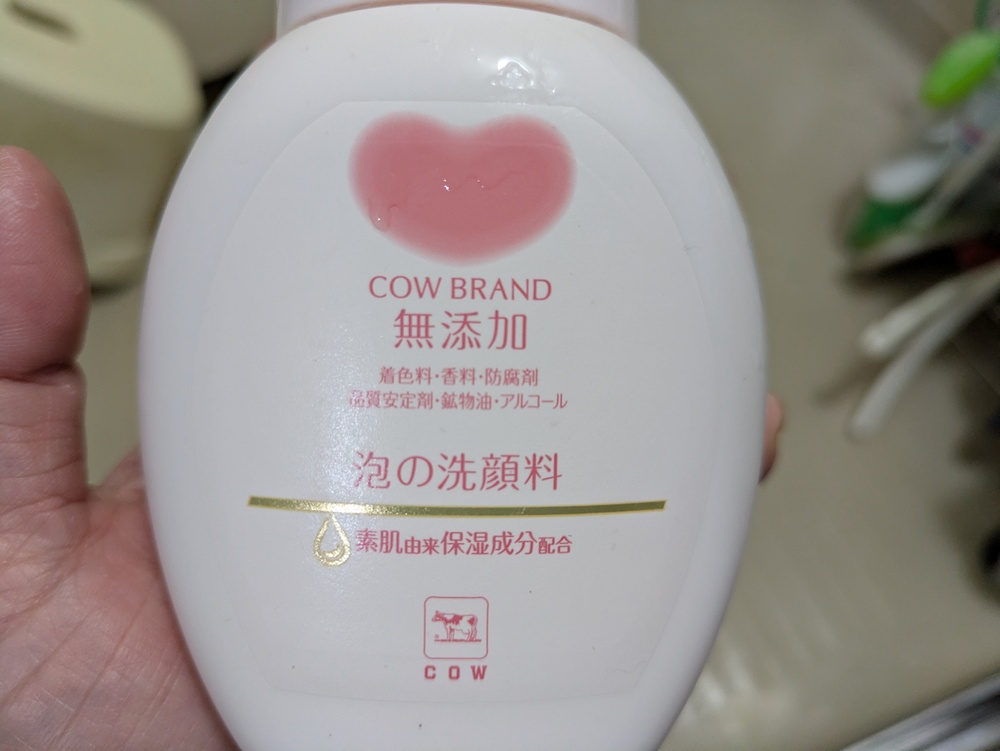 COW BRAND
無添加
着色料・香料・防腐剤
品質安定剤・鉱物油・アルコール
泡の洗顔料
素肌由来保湿成分配合
COW